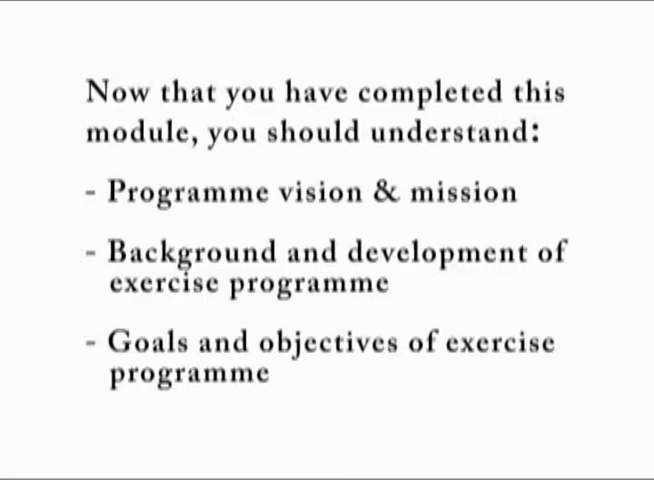 Now that you have completed this
module, you should understand:
- Programme vision & mission
- Background and development of
exercise programme
- Goals and objectives of exercise
programme